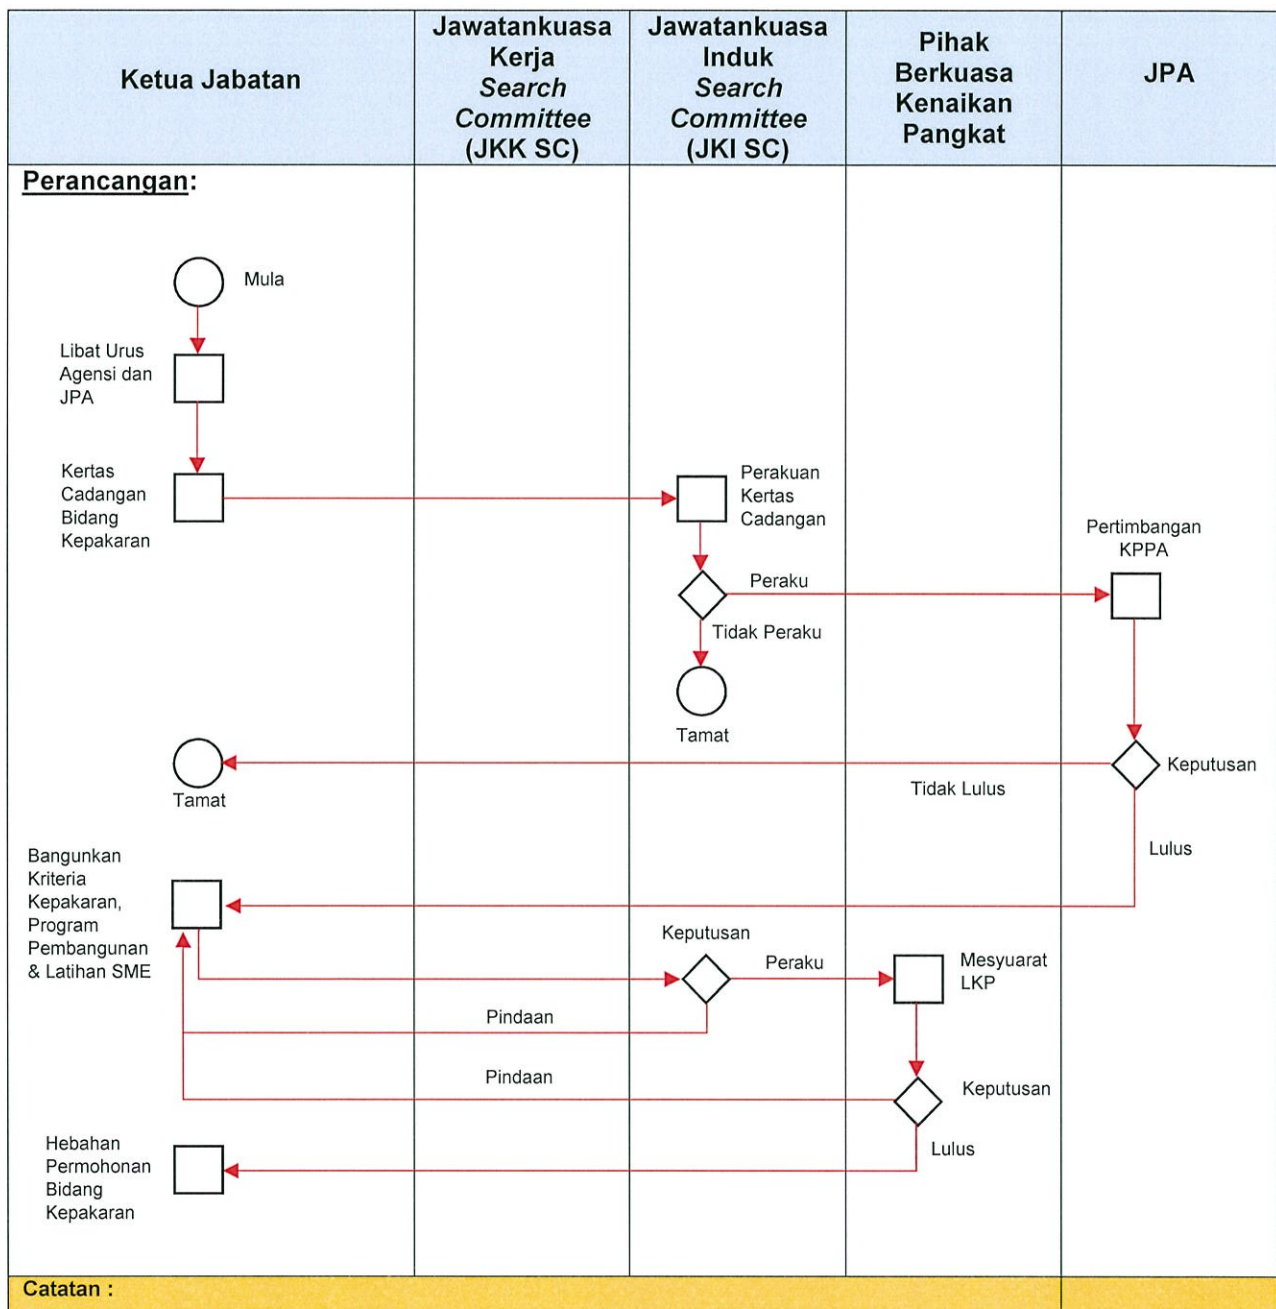 Ketua Jabatan
Jawatankuasa
Kerja
Search
Committee
(JKK SC)
Jawatankuasa
Induk
Search
Committee
(JKI SC)
Pihak
Berkuasa
Kenaikan
Pangkat
JPA
Perancangan:
Mula
Libat Urus
Agensi dan
JPA
Kertas
Cadangan
Bidang
Kepakaran
Perakuan
Kertas
Cadangan
Pertimbangan
KPPA
Peraku
Tidak Peraku
Tamat
Keputusan
Tidak Lulus
Tamat
Lulus
Bangunkan
Kriteria
Kepakaran,
Program
Pembangunan
& Latihan SME
Keputusan
Peraku
Mesyuarat
LKP
Pindaan
Pindaan
Keputusan
Lulus
Hebahan
Permohonan
Bidang
Kepakaran
Catatan :